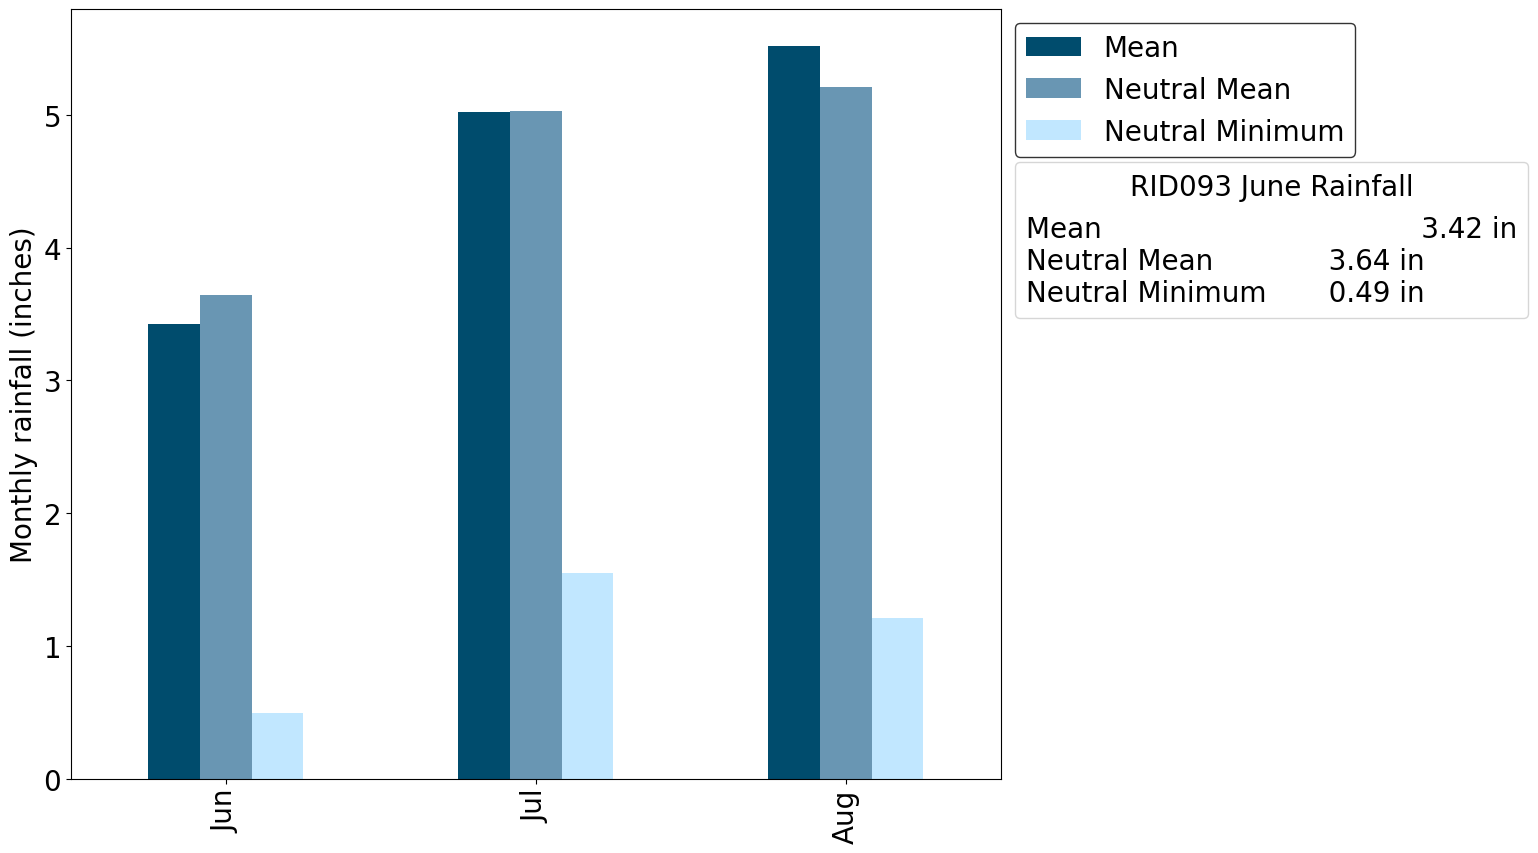 Mean
Neutral Mean
Neutral Minimum
RID093 June Rainfall
Mean 3.42 in
Neutral Mean 3.64 in
Neutral Minimum 0.49 in
Monthly rainfall (inches)
5
4
3
2
1
0
Jun
Jul
Aug